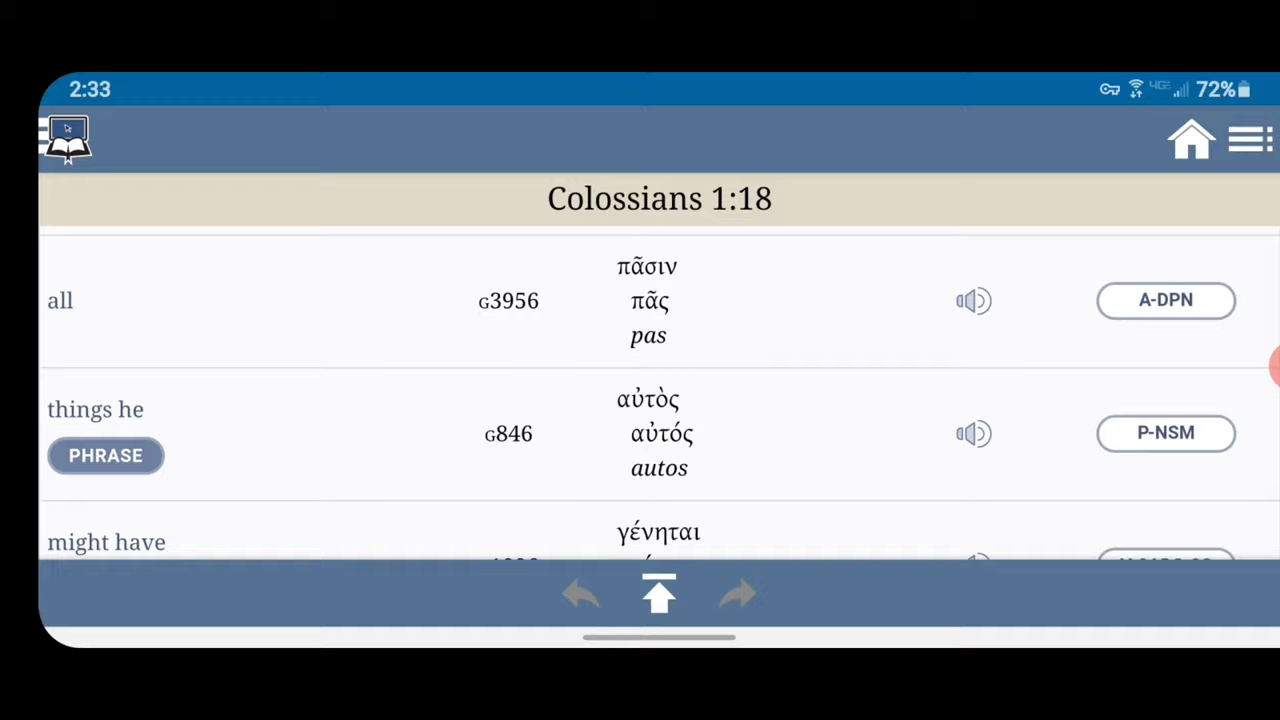 2:33
72%
Colossians 1:18
all
G3956
πᾶσιν
πᾶς
pas
A-DPN
things he
PHRASE
G846
αὐτὸς
αὐτός
autos
P-NSM
might have
γένηται